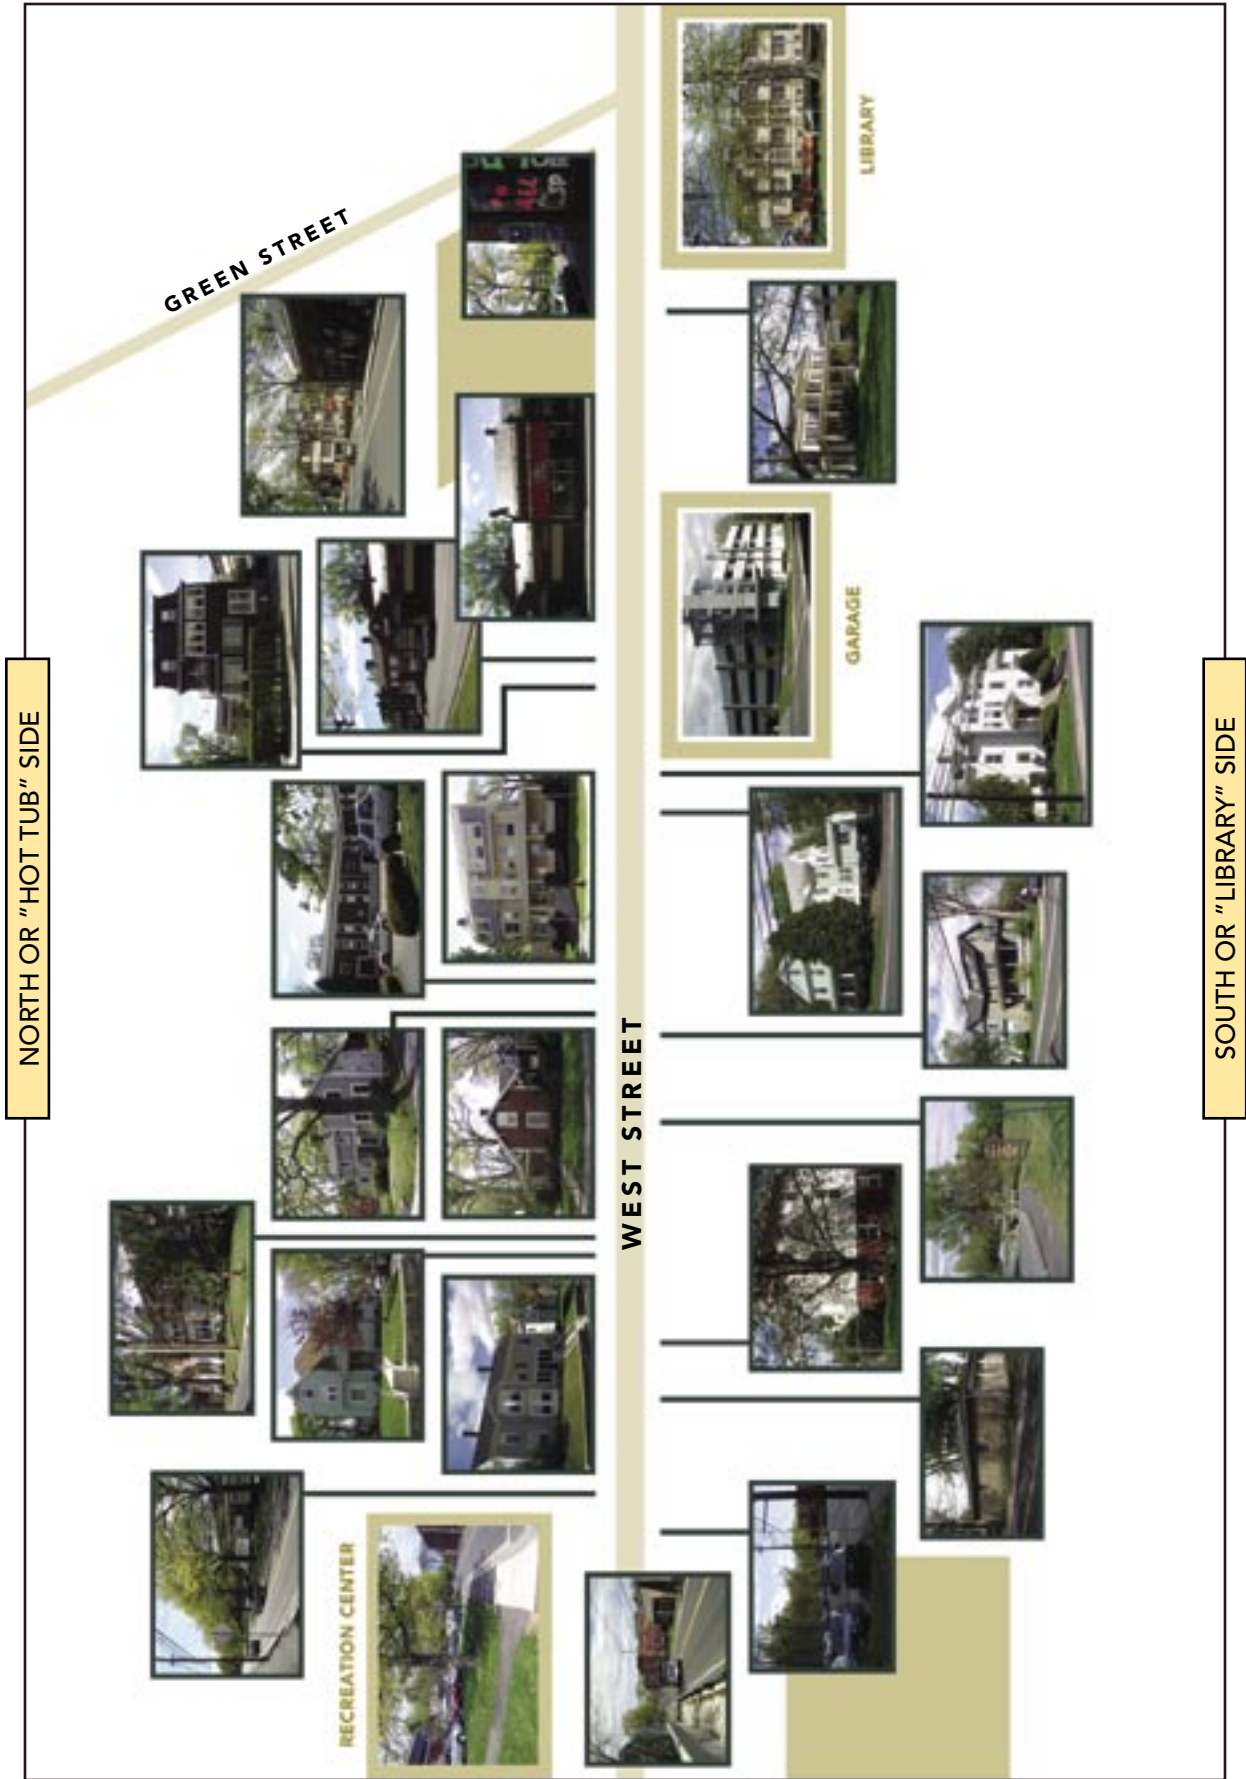 NORTH OR "HOT TUB" SIDE
GREEN STREET
RECREATION CENTER
WEST STREET
LIBRARY
GARAGE
SOUTH OR "LIBRARY" SIDE